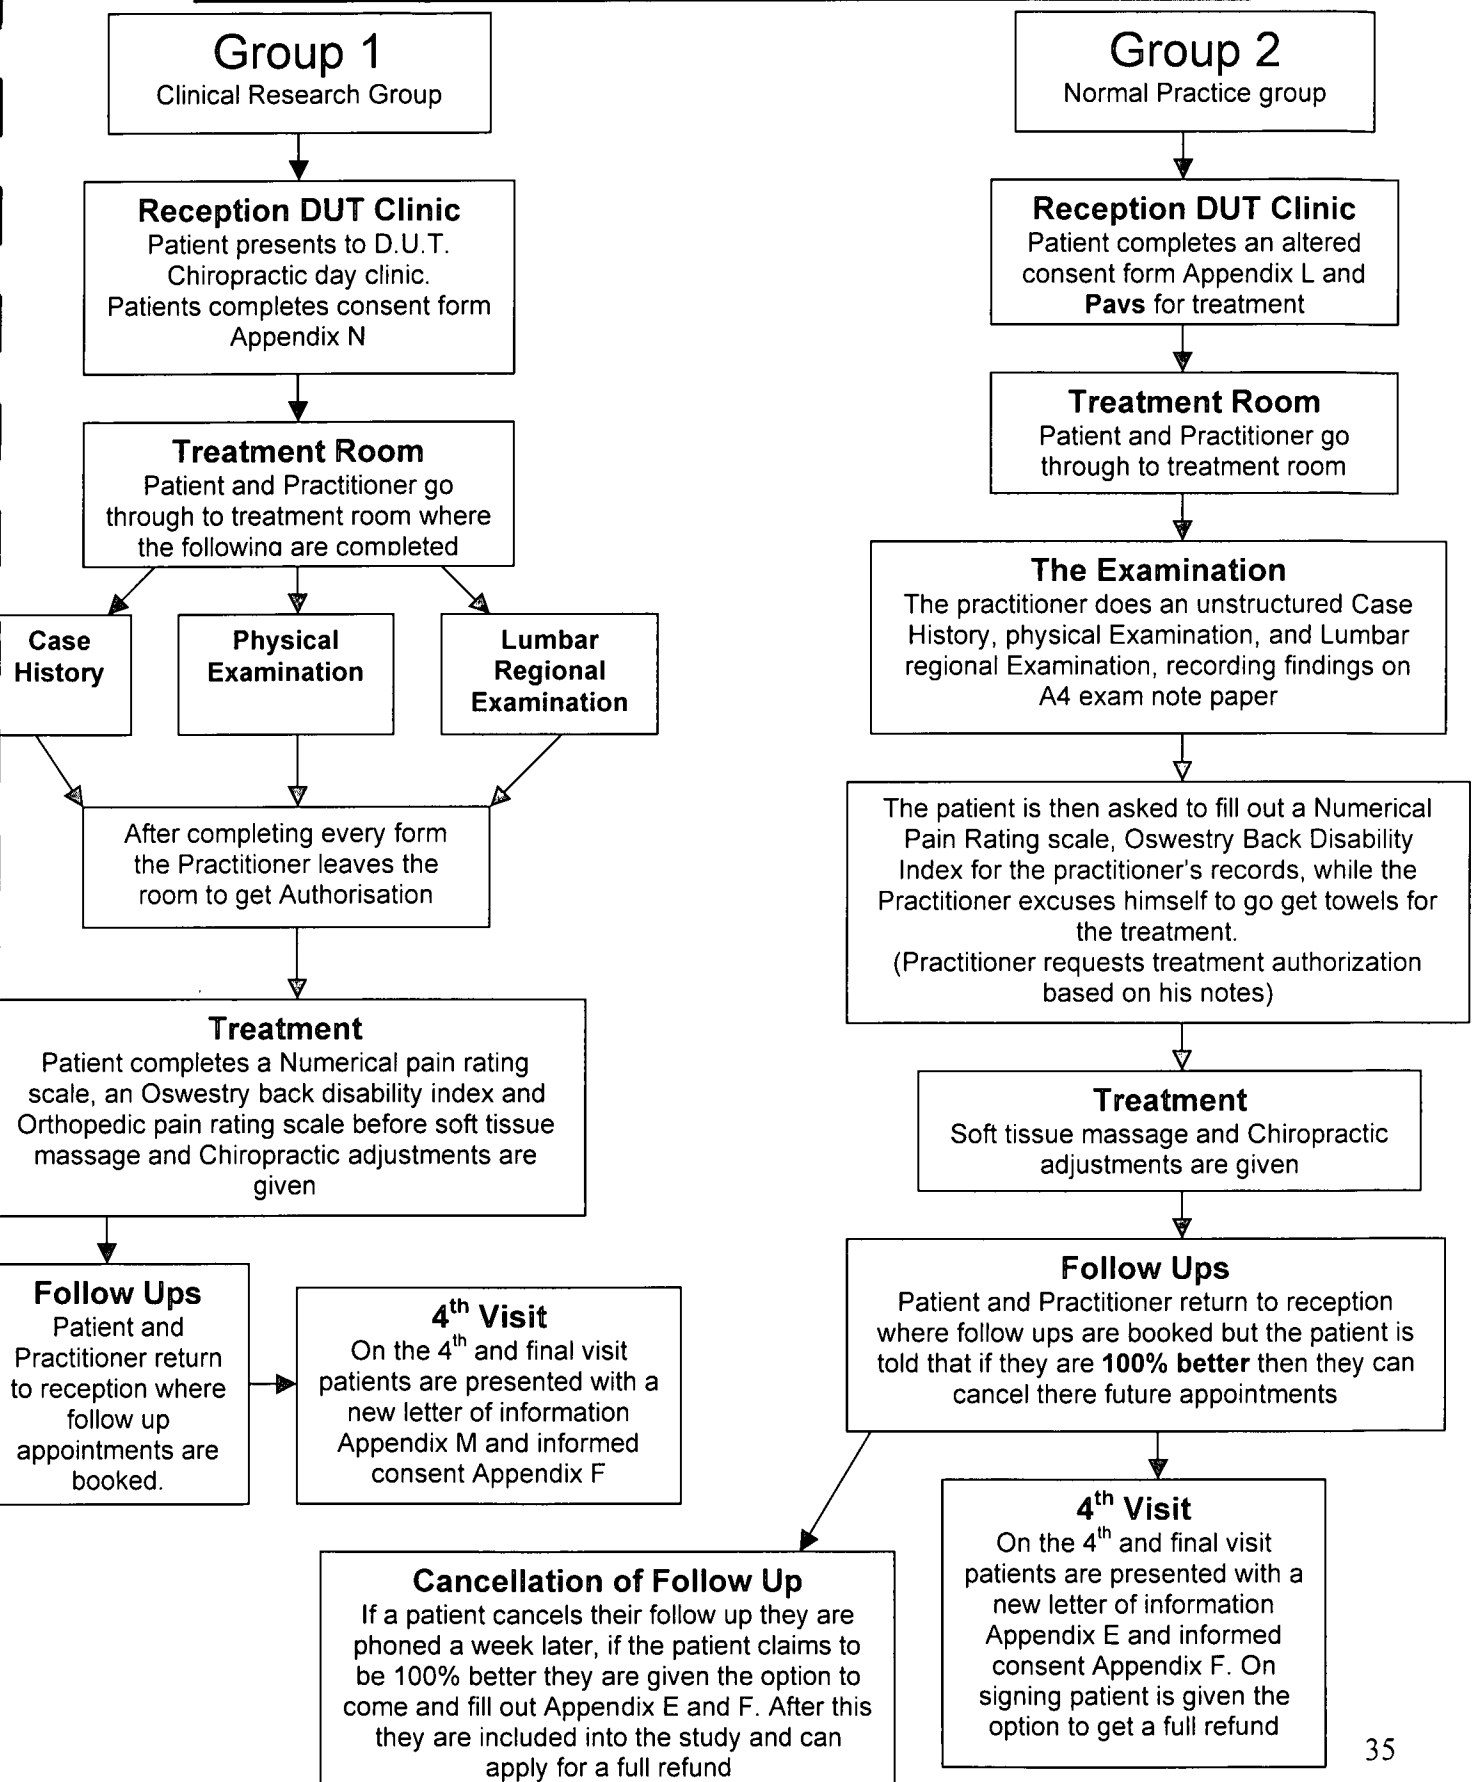 Group 1
Clinical Research Group
Reception DUT Clinic
Patient presents to D.U.T.
Chiropractic day clinic.
Patients completes consent form
Appendix N
Treatment Room
Patient and Practitioner go
through to treatment room where
the following are completed
Case
History
Physical
Examination
Lumbar
Regional
Examination
After completing every form
the Practitioner leaves the
room to get Authorisation
Treatment
Patient completes a Numerical pain rating
scale, an Oswestry back disability index and
Orthopedic pain rating scale before soft tissue
massage and Chiropractic adjustments are
given
Follow Ups
Patient and
Practitioner return
to reception where
follow up
appointments are
booked.
4th Visit
On the 4th and final visit
patients are presented with a
new letter of information
Appendix M and informed
consent Appendix F
Group 2
Normal Practice group
Reception DUT Clinic
Patient completes an altered
consent form Appendix L and
Pavs for treatment
Treatment Room
Patient and Practitioner go
through to treatment room
The Examination
The practitioner does an unstructured Case
History, physical Examination, and Lumbar
regional Examination, recording findings on
A4 exam note paper
The patient is then asked to fill out a Numerical
Pain Rating scale, Oswestry Back Disability
Index for the practitioner's records, while the
Practitioner excuses himself to go get towels for
the treatment.
(Practitioner requests treatment authorization
based on his notes)
Treatment
Soft tissue massage and Chiropractic
adjustments are given
Follow Ups
Patient and Practitioner return to reception
where follow ups are booked but the patient is
told that if they are 100% better then they can
cancel there future appointments
Cancellation of Follow Up
If a patient cancels their follow up they are
phoned a week later, if the patient claims to
be 100% better they are given the option to
come and fill out Appendix E and F. After this
they are included into the study and can
apply for a full refund
4th Visit
On the 4th and final visit
patients are presented with a
new letter of information
Appendix E and informed
consent Appendix F. On
signing patient is given the
option to get a full refund
35